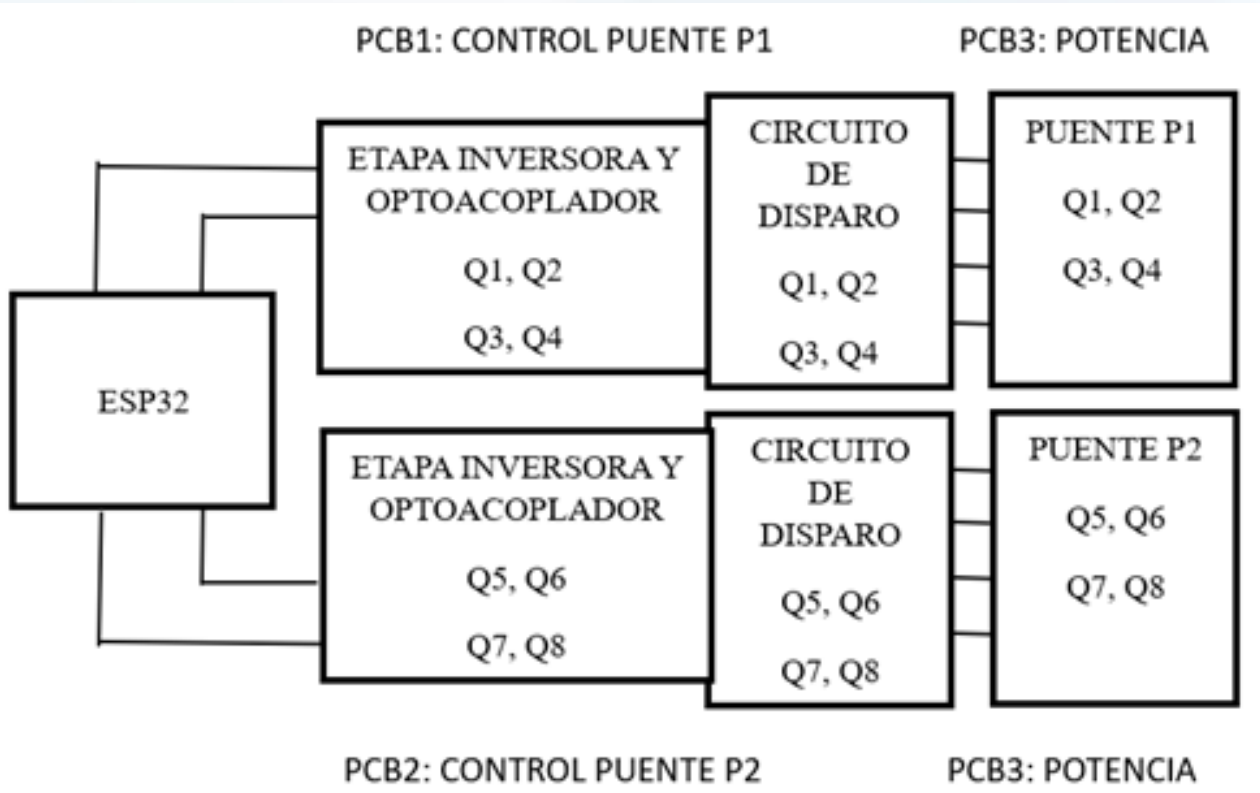 PCB1: CONTROL PUENTE P1
PCB3: POTENCIA
ETAPA INVERSORA Y
OPTOACOPLADOR
Q1, Q2
Q3, Q4
CIRCUITO
DE
DISPARO
Q1, Q2
Q3, Q4
PUENTE P1
Q1, Q2
Q3, Q4
ESP32
ETAPA INVERSORA Y
OPTOACOPLADOR
Q5, Q6
Q7, Q8
CIRCUITO
DE
DISPARO
Q5, Q6
Q7, Q8
PUENTE P2
Q5, Q6
Q7, Q8
PCB2: CONTROL PUENTE P2
PCB3: POTENCIA